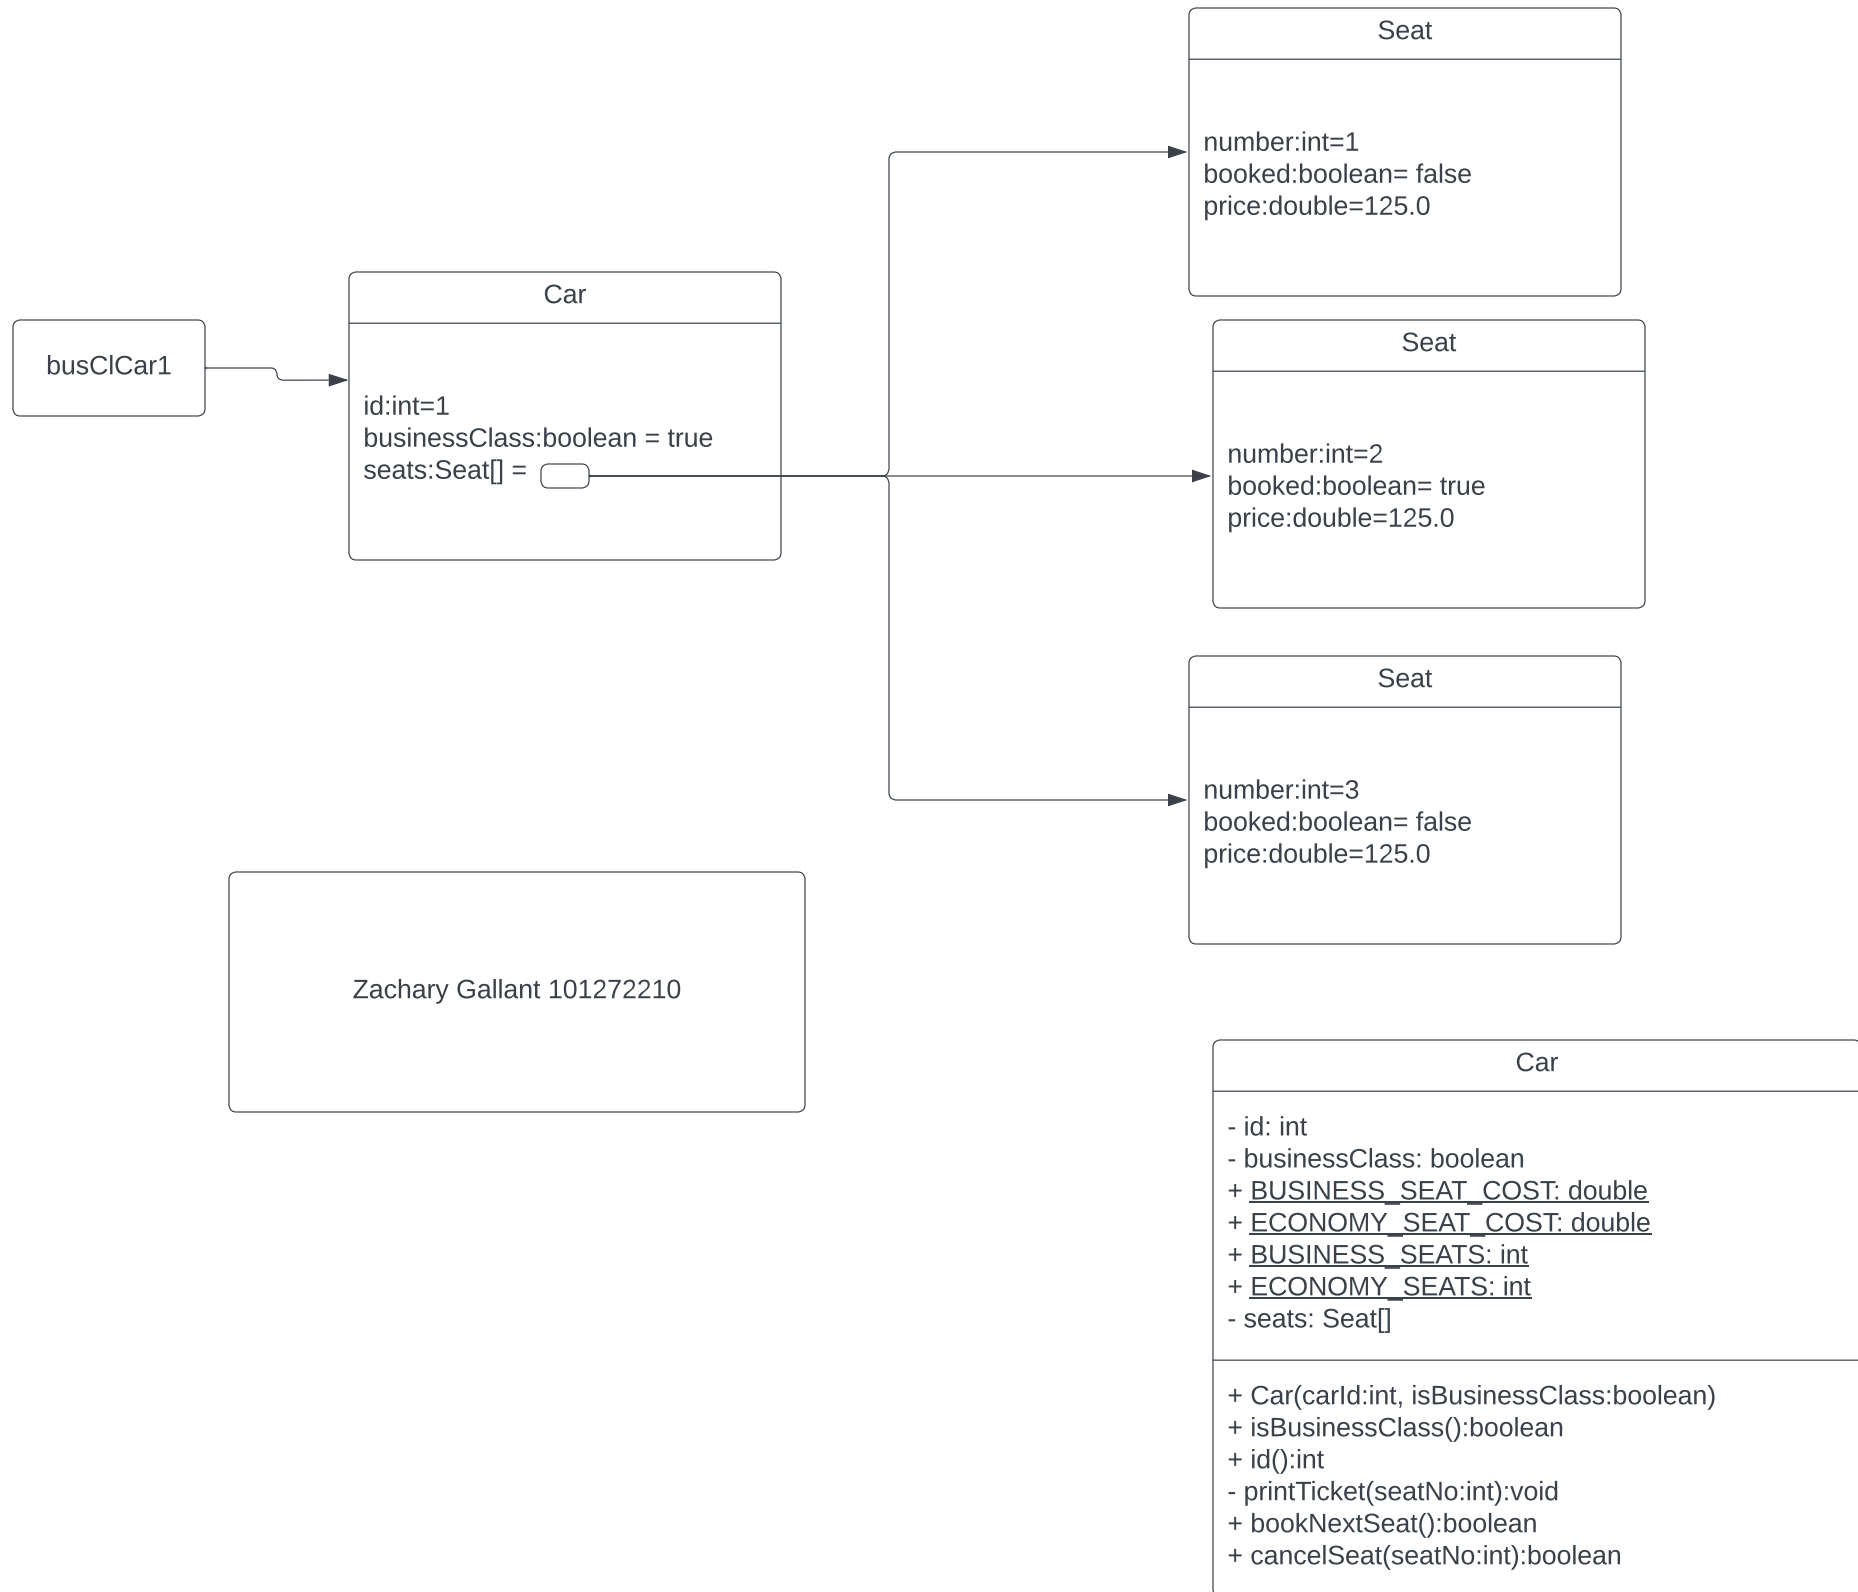 Seat
number:int=1
booked:boolean= false
price:double=125.0
busClCar1
Car
id:int=1
businessClass:boolean = true
seats:Seat[] =
Seat
number:int=2
booked:boolean= true
price:double=125.0
Seat
number:int=3
booked:boolean= false
price:double=125.0
Zachary Gallant 101272210
Car
- id: int
- businessClass: boolean
+ BUSINESS_SEAT_COST: double
+ ECONOMY_SEAT_COST: double
+ BUSINESS_SEATS: int
+ ECONOMY_SEATS: int
- seats: Seat[]
+ Car(carId:int, isBusinessClass:boolean)
+ isBusinessClass():boolean
+ id():int
- printTicket(seatNo:int):void
+ bookNextSeat():boolean
+ cancelSeat(seatNo:int):boolean